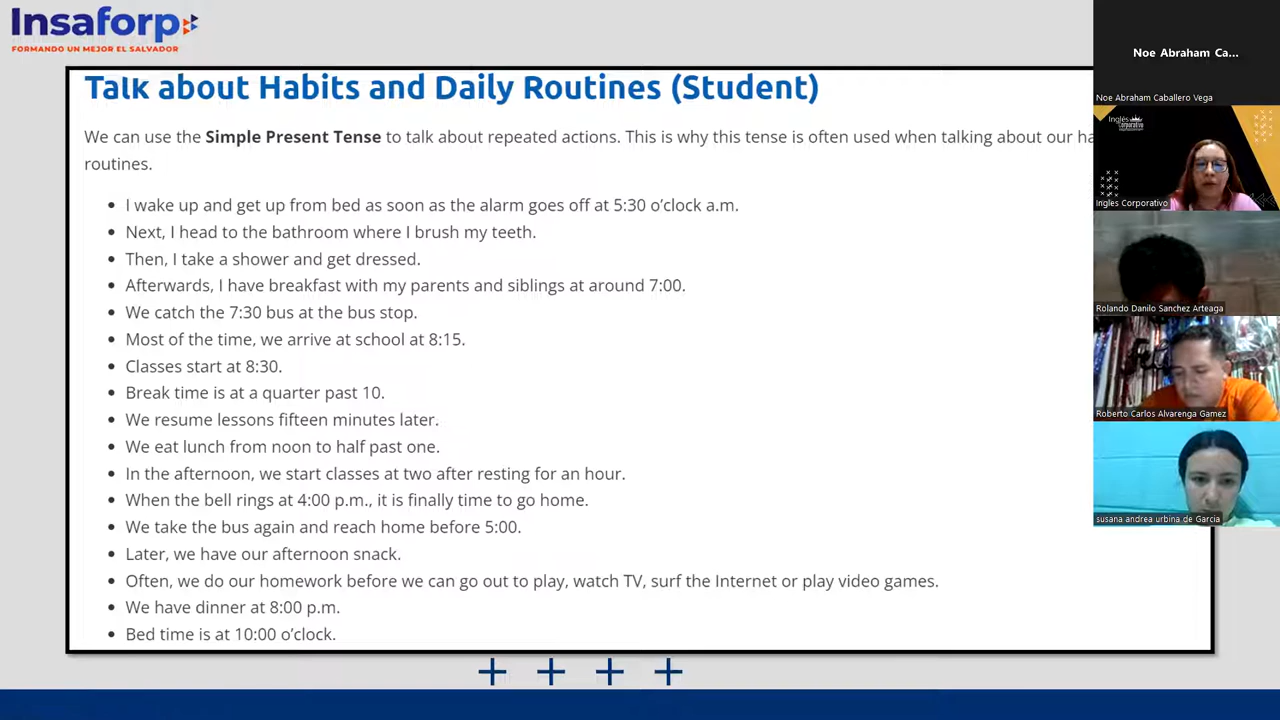 Insaforp
FORMANDO UN MEJOR EL SALVADOR
Talk about Habits and Daily Routines (Student)
We can use the Simple Present Tense to talk about repeated actions. This is why this tense is often used when talking about our
routines.
• I wake up and get up from bed as soon as the alarm goes off at 5:30 o’clock a.m.
• Next, I head to the bathroom where I brush my teeth.
• Then, I take a shower and get dressed.
• Afterwards, I have breakfast with my parents and siblings at around 7:00.
• We catch the 7:30 bus at the bus stop.
• Most of the time, we arrive at school at 8:15.
• Classes start at 8:30.
• Break time is at a quarter past 10.
• We resume lessons fifteen minutes later.
• We eat lunch from noon to half past one.
• In the afternoon, we start classes at two after resting for an hour.
• When the bell rings at 4:00 p.m., it is finally time to go home.
• We take the bus again and reach home before 5:00.
• Later, we have our afternoon snack.
• Often, we do our homework before we can go out to play, watch TV, surf the Internet or play video games.
• We have dinner at 8:00 p.m.
• Bed time is at 10:00 o’clock.
Noe Abraham Ca...
Noe Abraham Caballero Vega
Inglés
Corporativo
Ingles Corporativo
Rolando Danilo Sanchez Arteaga
Roberto Carlos Alvarenga Gamez
susana andrea urbina de Garcia